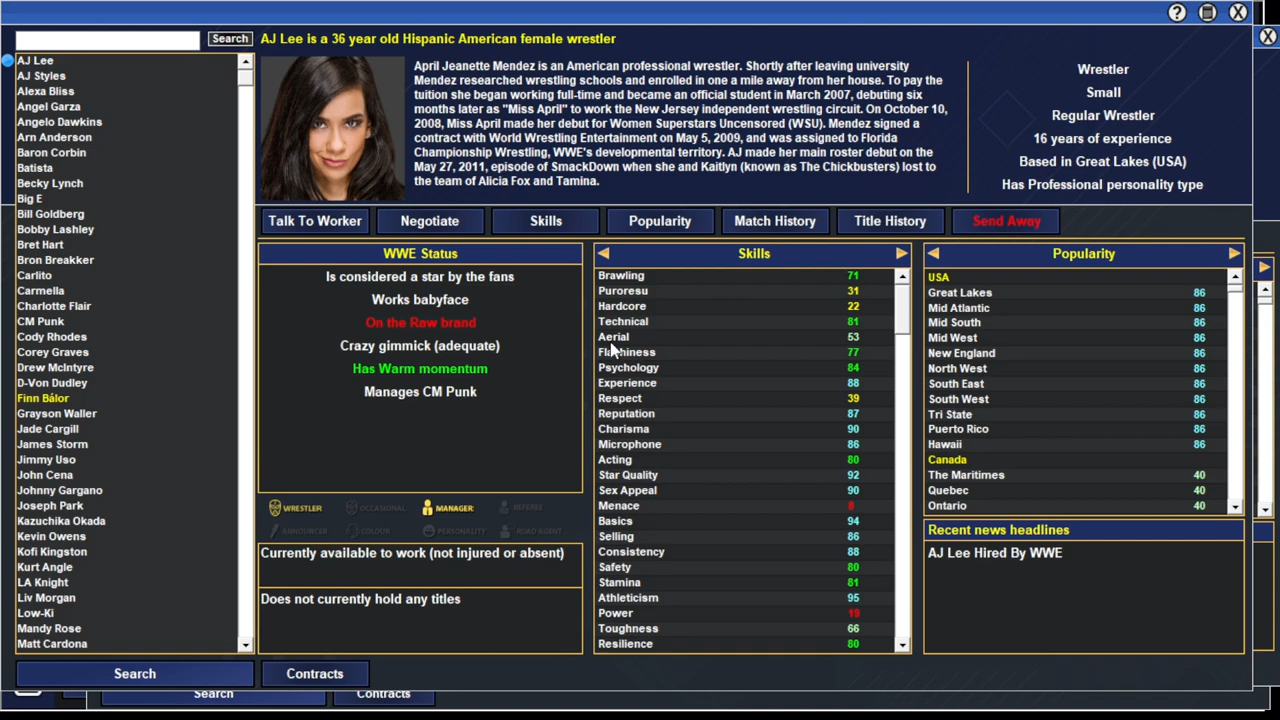 Search
AJ Lee is a 36 year old Hispanic American female wrestler
AJ Lee
AJ Styles
Alexa Bliss
Angel Garza
Angelo Dawkins
Arn Anderson
Baron Corbin
Batista
Becky Lynch
Big E
Bill Goldberg
Bobby Lashley
Bret Hart
Bron Breakker
Carlito
Carmella
Charlotte Flair
CM Punk
Cody Rhodes
Corey Graves
Drew McIntyre
D-Von Dudley
Finn Bálor
Grayson Waller
Jade Cargill
James Storm
Jimmy Uso
John Cena
Johnny Gargano
Joseph Park
Kazuchika Okada
Kevin Owens
Kofi Kingston
Kurt Angle
LA Knight
Liv Morgan
Low-Ki
Mandy Rose
Matt Cardona
Search
Contracts
April Jeanette Mendez is an American professional wrestler. Shortly after leaving university
Mendez researched wrestling schools and enrolled in one a mile away from her house. To pay the
tuition she began working full-time and became an official student in March 2007, debuting six
months later as "Miss April" to work the New Jersey independent wrestling circuit. On October 10,
2008, Miss April made her debut for Women Superstars Uncensored (WSU). Mendez signed a
contract with World Wrestling Entertainment on May 5, 2009, and was assigned to Florida
Championship Wrestling, WWE's developmental territory. AJ made her main roster debut on the
May 27, 2011, episode of SmackDown when she and Kaitlyn (known as The Chickbusters) lost to
the team of Alicia Fox and Tamina.
Wrestler
Small
Regular Wrestler
16 years of experience
Based in Great Lakes (USA)
Has Professional personality type
Talk To Worker
Negotiate
Skills
Popularity
Match History
Title History
Send Away
WWE Status
Is considered a star by the fans
Works babyface
On the Raw brand
Crazy gimmick (adequate)
Has Warm momentum
Manages CM Punk
WRESTLER OCCASIONAL MANAGER REFEREE
ANNOUNCER COLOUR PERSONALITY ROAD AGENT
Currently available to work (not injured or absent)
Does not currently hold any titles
Skills
Brawling 71
Puroresu 31
Hardcore 22
Technical 81
Aerial 53
Flashiness 77
Psychology 84
Experience 88
Respect 39
Reputation 87
Charisma 90
Microphone 86
Acting 80
Star Quality 92
Sex Appeal 90
Menace 8
Basics 94
Selling 86
Consistency 88
Safety 80
Stamina 81
Athleticism 95
Power 19
Toughness 66
Resilience 80
Popularity
USA
Great Lakes 86
Mid Atlantic 86
Mid South 86
Mid West 86
New England 86
North West 86
South East 86
South West 86
Tri State 86
Puerto Rico 86
Hawaii 86
Canada
The Maritimes 40
Quebec 40
Ontario 40
Recent news headlines
AJ Lee Hired By WWE
Search
Contracts